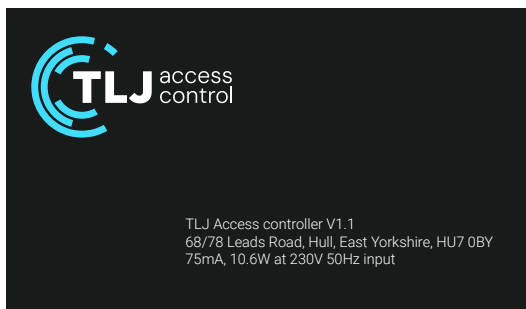 TLJ access
control
TLJ Access controller V1.1
68/78 Leads Road, Hull, East Yorkshire, HU7 0BY
75mA, 10.6W at 230V 50Hz input